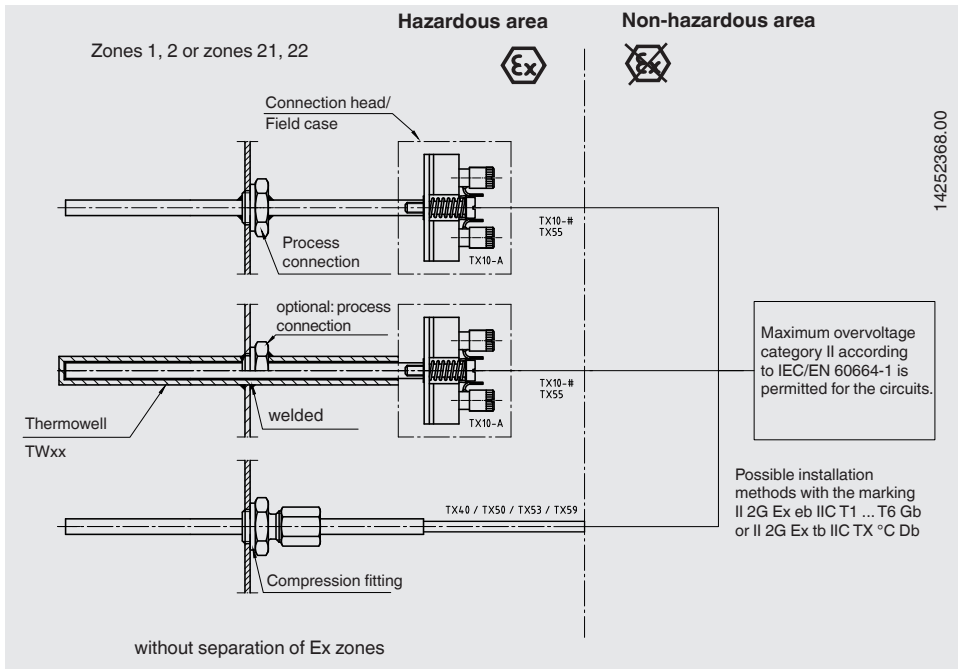 Hazardous area
Non-hazardous area
Zones 1, 2 or zones 21, 22
Ex
Ex
14252368.00
Connection head/
Field case
TX10-#
TX55
TX10-A
Process
connection
optional: process
connection
Maximum overvoltage
category II according
to IEC/EN 60664-1 is
permitted for the circuits.
TX10-#
TX55
TX10-A
welded
Thermowell
TWxx
Possible installation
methods with the marking
II 2G Ex eb IIC T1 ... T6 Gb
or II 2G Ex tb IIC TX °C Db
TX40 / TX50 / TX53 / TX59
Compression fitting
without separation of Ex zones